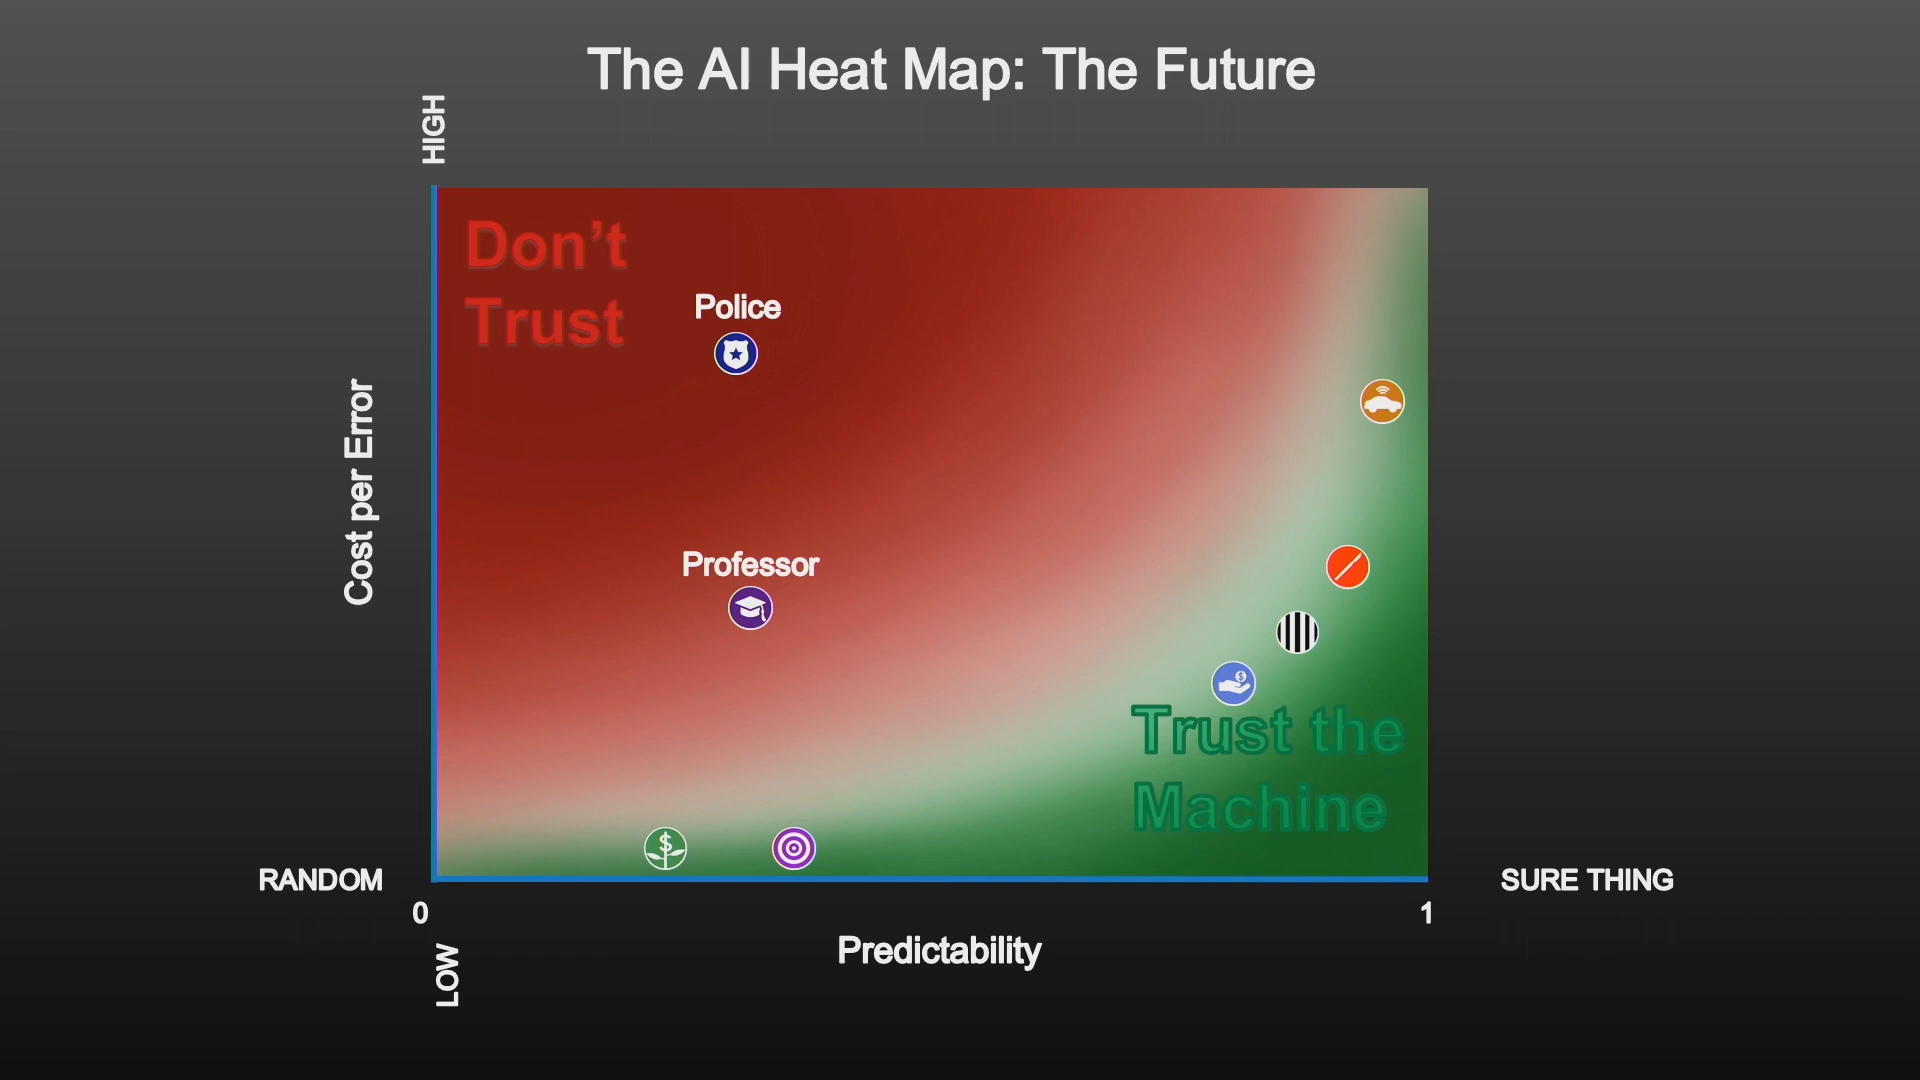 The AI Heat Map: The Future
HIGH
Don't
Trust
Police
Cost per Error
Professor
$
Trust the
Machine
$
RANDOM
SURE THING
0
1
LOW
Predictability